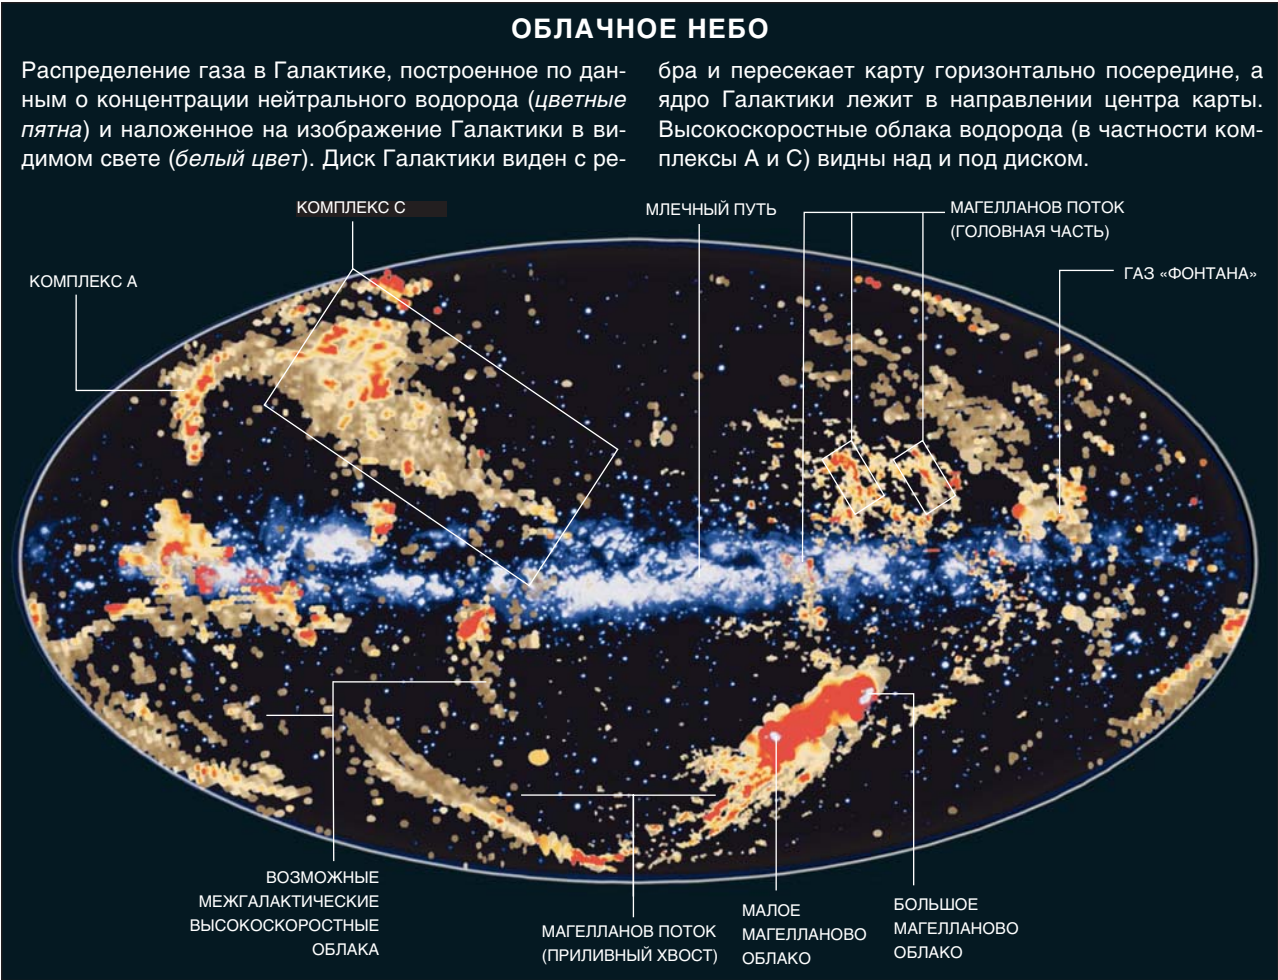 ОБЛАЧНОЕ НЕБО
Распределение газа в Галактике, построенное по дан-
ным о концентрации нейтрального водорода (цветные
пятна) и наложенное на изображение Галактики в ви-
димом свете (белый цвет). Диск Галактики виден с ре-
бра и пересекает карту горизонтально посередине, а
ядро Галактики лежит в направлении центра карты.
Высокоскоростные облака водорода (в частности ком-
плексы А и С) видны над и под диском.
КОМПЛЕКС С
МЛЕЧНЫЙ ПУТЬ
МАГЕЛЛАНОВ ПОТОК
(ГОЛОВНАЯ ЧАСТЬ)
КОМПЛЕКС А
ГАЗ «ФОНТАНА»
ВОЗМОЖНЫЕ
МЕЖГАЛАКТИЧЕСКИЕ
ВЫСОКОСКОРОСТНЫЕ
ОБЛАКА
МАГЕЛЛАНОВ ПОТОК
(ПРИЛИВНЫЙ ХВОСТ)
МАЛОЕ
МАГЕЛЛАНОВО
ОБЛАКО
БОЛЬШОЕ
МАГЕЛЛАНОВО
ОБЛАКО